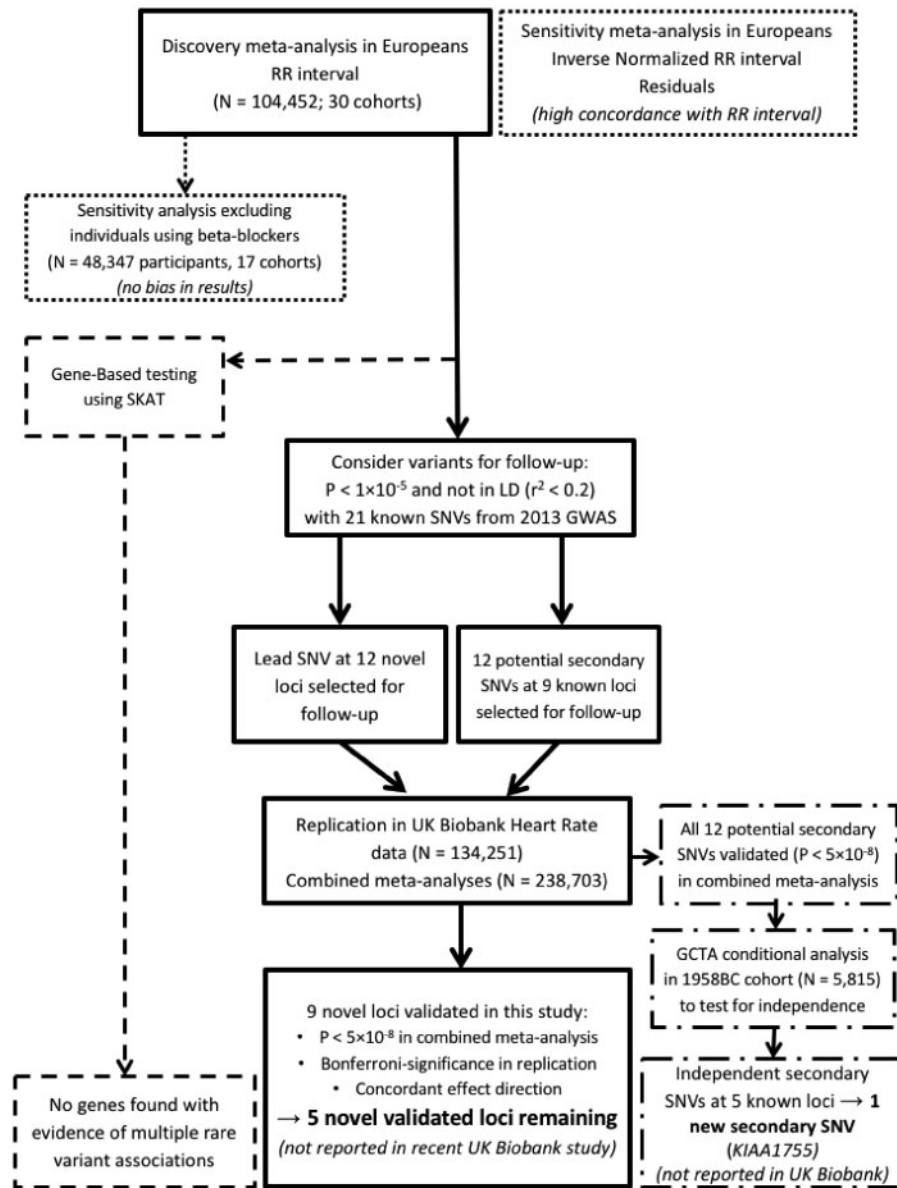 Discovery meta-analysis in Europeans
RR interval
(N = 104,452; 30 cohorts)
Sensitivity meta-analysis in Europeans
Inverse Normalized RR interval
Residuals
(high concordance with RR interval)
Sensitivity analysis excluding
individuals using beta-blockers
(N = 48,347 participants, 17 cohorts)
(no bias in results)
Gene-Based testing
using SKAT
Consider variants for follow-up:
P < 1×10⁻⁵ and not in LD (r² < 0.2)
with 21 known SNVs from 2013 GWAS
Lead SNV at 12 novel
loci selected for
follow-up
12 potential secondary
SNVs at 9 known loci
selected for follow-up
Replication in UK Biobank Heart Rate
data (N = 134,251)
Combined meta-analyses (N = 238,703)
All 12 potential secondary
SNVs validated (P < 5×10⁻⁸)
in combined meta-analysis
GCTA conditional analysis
in 1958BC cohort (N = 5,815)
to test for independence
9 novel loci validated in this study:
• P < 5×10⁻⁸ in combined meta-analysis
• Bonferroni-significance in replication
• Concordant effect direction
→ 5 novel validated loci remaining
(not reported in recent UK Biobank study)
Independent secondary
SNVs at 5 known loci → 1
new secondary SNV
(KIAA1755)
(not reported in UK Biobank)
No genes found with
evidence of multiple rare
variant associations